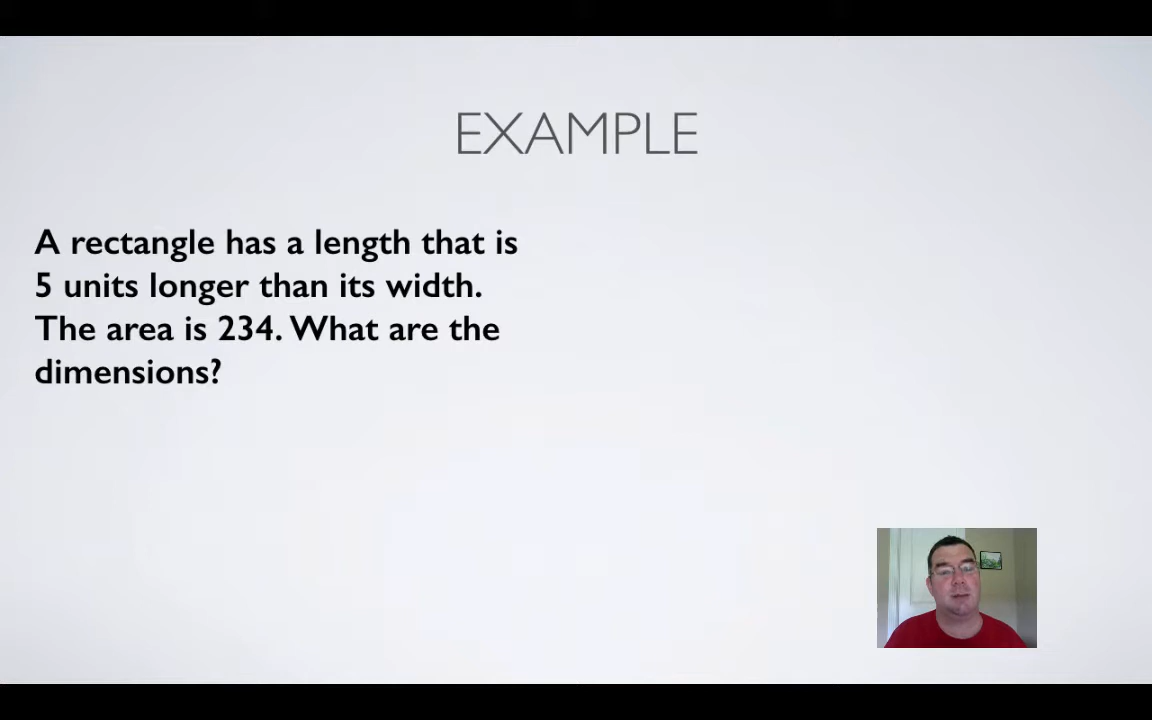 EXAMPLE
A rectangle has a length that is
5 units longer than its width.
The area is 234. What are the
dimensions?